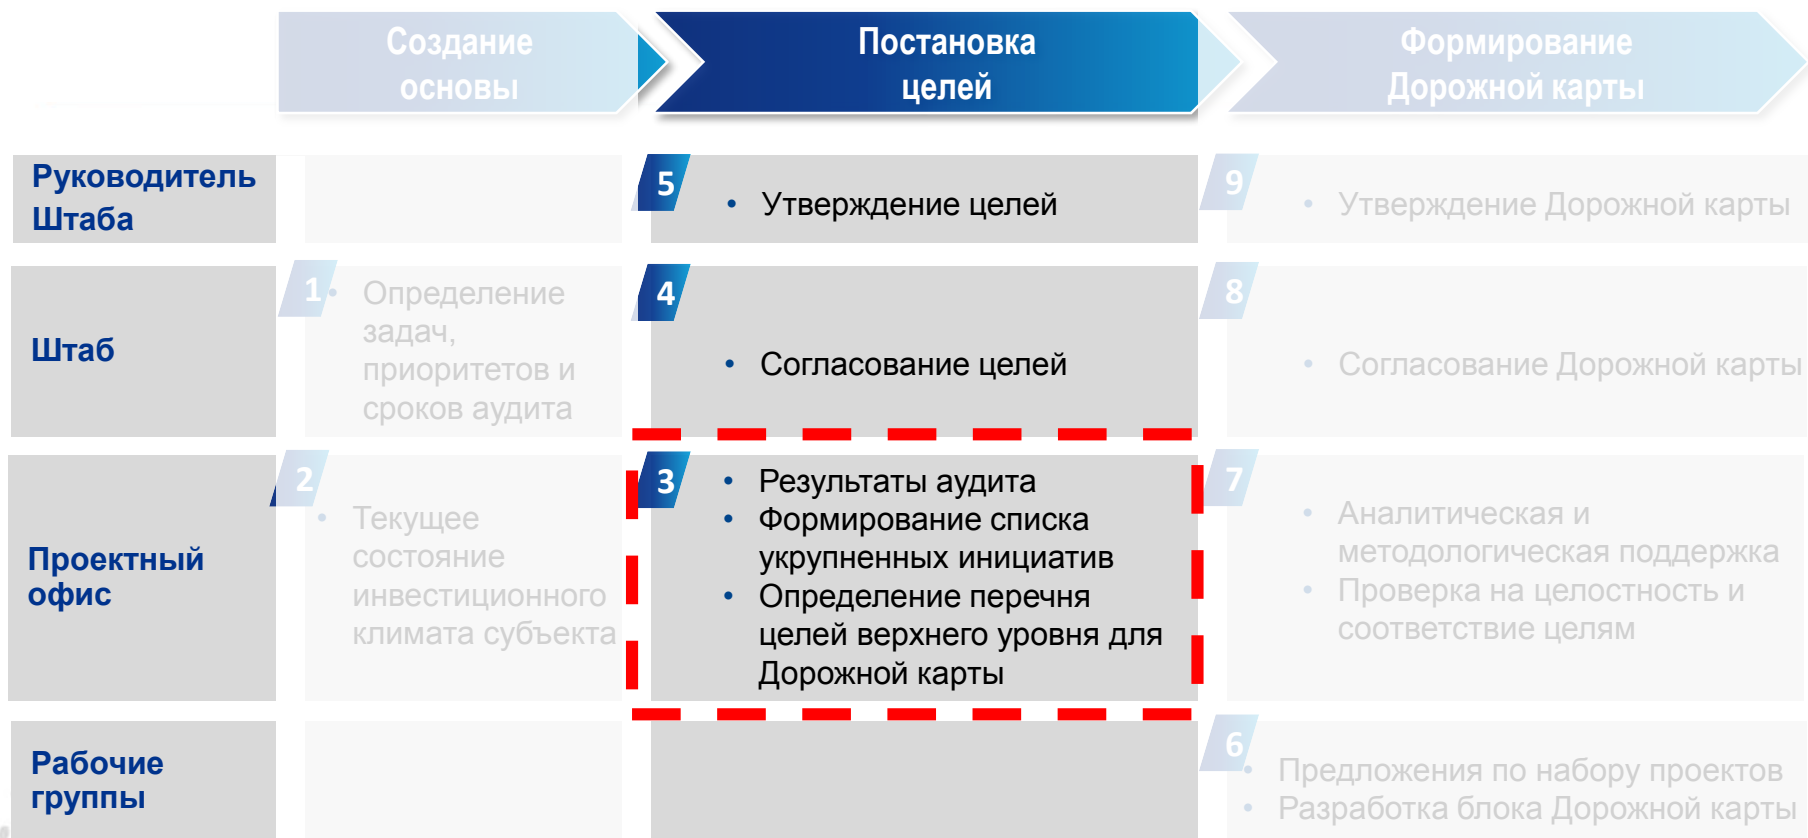 Создание
основы
Постановка
целей
Формирование
Дорожной карты
Руководитель
Штаба
5
• Утверждение целей
9
• Утверждение Дорожной карты
Штаб
1
• Определение
задач,
приоритетов и
сроков аудита
4
• Согласование целей
8
• Согласование Дорожной карты
Проектный
офис
2
• Текущее
состояние
инвестиционного
климата субъекта
3
• Результаты аудита
• Формирование списка
укрупненных инициатив
• Определение перечня
целей верхнего уровня для
Дорожной карты
7
• Аналитическая и
методологическая поддержка
• Проверка на целостность и
соответствие целям
Рабочие
группы
6
• Предложения по набору проектов
• Разработка блока Дорожной карты